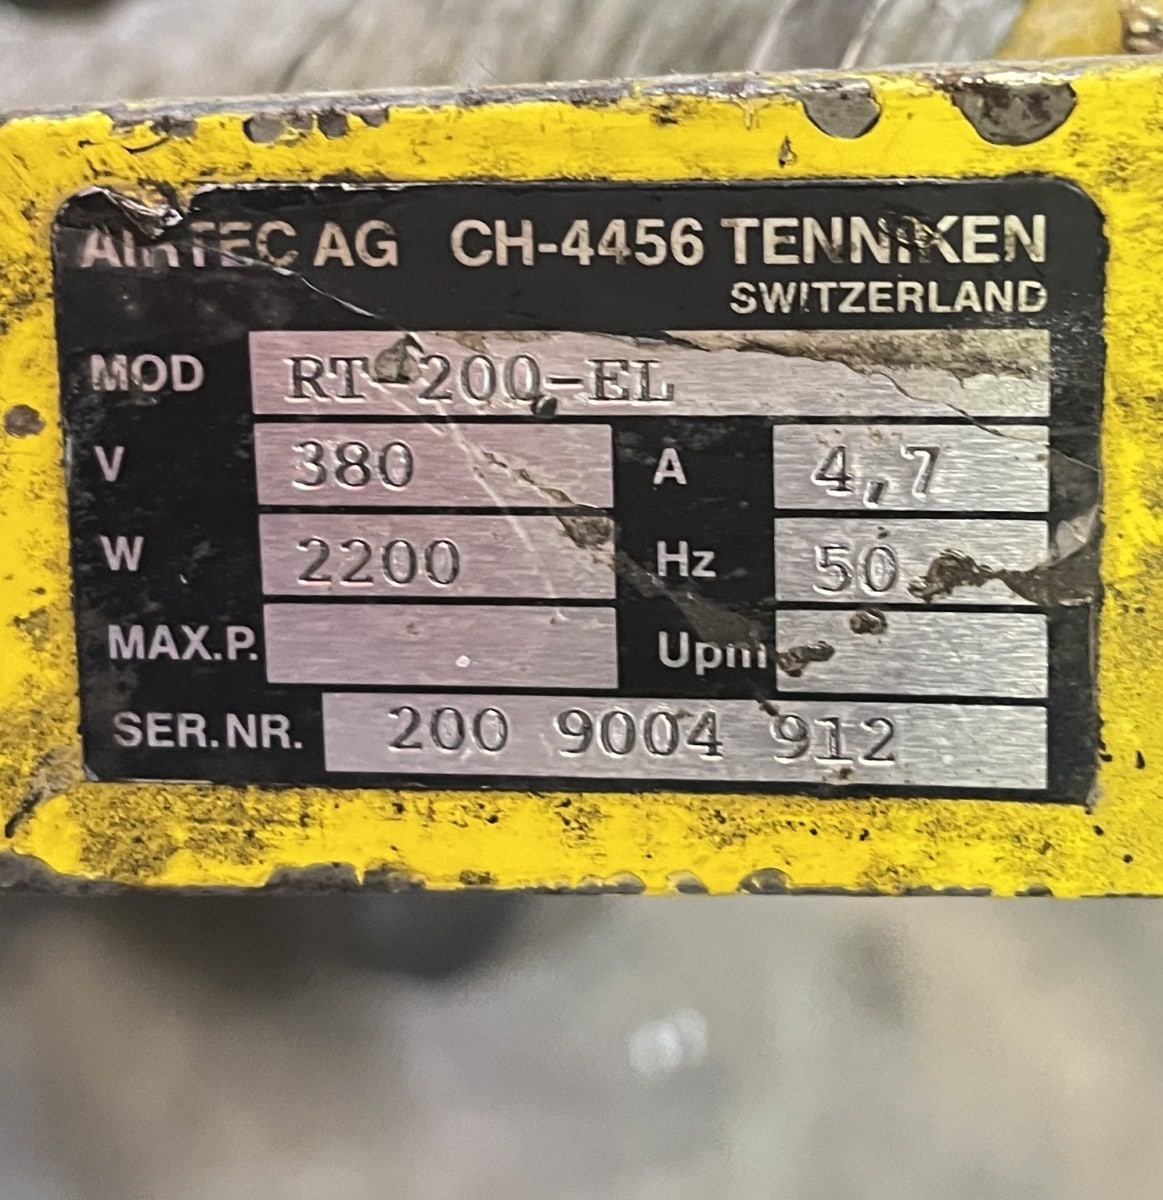 AIRTEC AG CH-4456 TENNIKEN
SWITZERLAND
MOD RT-200-EL
V 380 A 4,7
W 2200 Hz 50
MAX.P. Upm
SER.NR. 200 9004 912